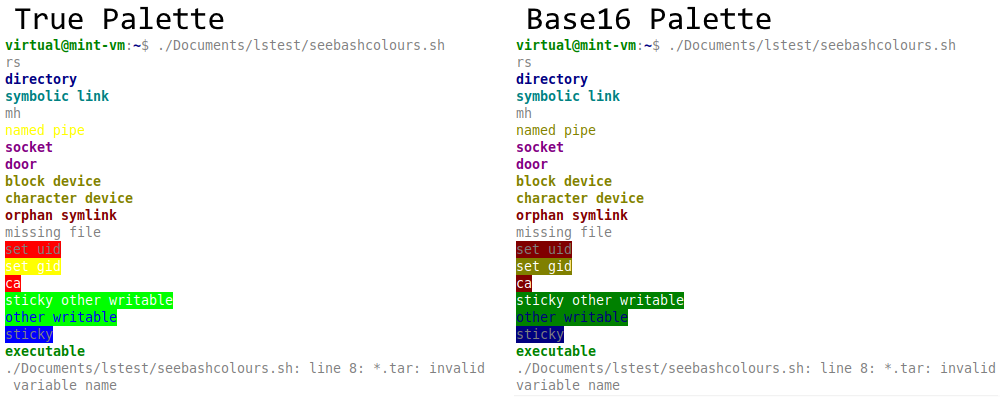 True Palette
virtual@mint-vm:~$ ./Documents/lstest/seebashcolours.sh
rs
directory
symbolic link
mh
named pipe
socket
door
block device
character device
orphan symlink
missing file
set uid
set gid
ca
sticky other writable
other writable
sticky
executable
./Documents/lstest/seebashcolours.sh: line 8: *.tar: invalid
variable name
Base16 Palette
virtual@mint-vm:~$ ./Documents/lstest/seebashcolours.sh
rs
directory
symbolic link
mh
named pipe
socket
door
block device
character device
orphan symlink
missing file
set uid
set gid
ca
sticky other writable
other writable
sticky
executable
./Documents/lstest/seebashcolours.sh: line 8: *.tar: invalid
variable name